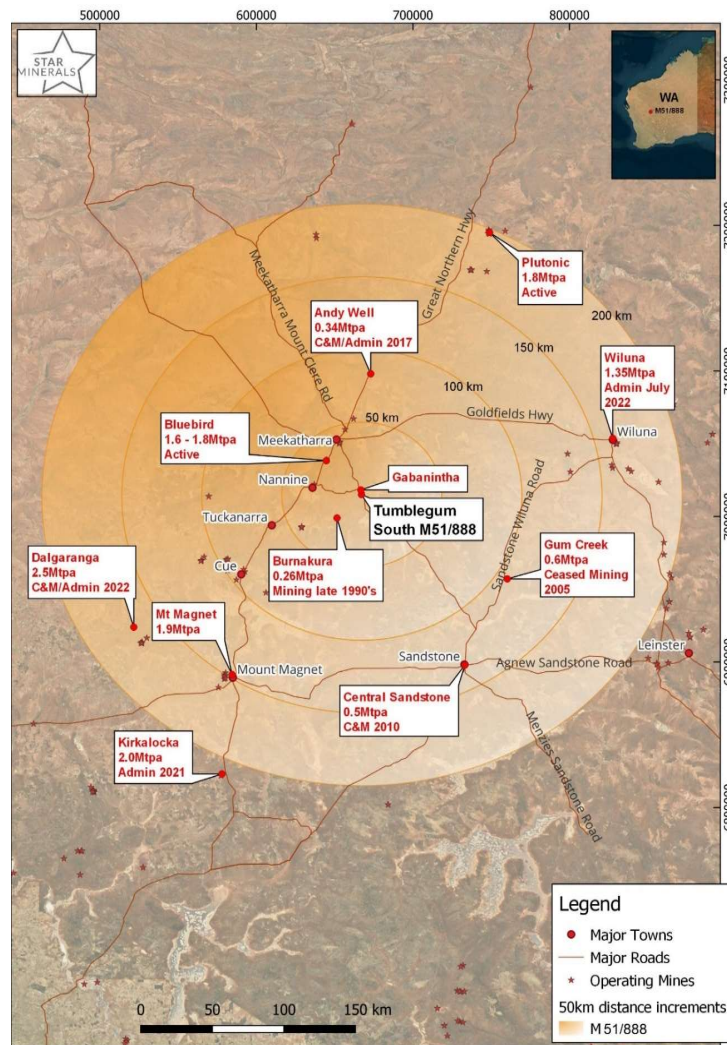 500000
600000
700000
800000
STAR
MINERALS
WA
M51/888
Meekatharra Mount Clere Rd
Great Northern Hwy
Plutonic
1.8Mtpa
Active
200 km
Andy Well
0.34Mtpa
C&M/Admin 2017
150 km
100 km
Wiluna
1.35Mtpa
Admin July
2022
50 km
Goldfields Hwy
Bluebird
1.6 - 1.8Mtpa
Active
Meekatharra
Wiluna
Nannine
Gabanintha
Tumblegum
South M51/888
Tuckanarra
Sandstone Wiluna Road
Dalgaranga
2.5Mtpa
C&M/Admin 2022
Cue
Burnakura
0.26Mtpa
Mining late 1990's
Gum Creek
0.6Mtpa
Ceased Mining
2005
Mt Magnet
1.9Mtpa
Leinster
Sandstone
Agnew Sandstone Road
Mount Magnet
Central Sandstone
0.5Mtpa
C&M 2010
Menzies Sandstone Road
Kirkalocka
2.0Mtpa
Admin 2021
Legend
Major Towns
Major Roads
Operating Mines
50km distance increments
M51/888
0
50
100
150 km